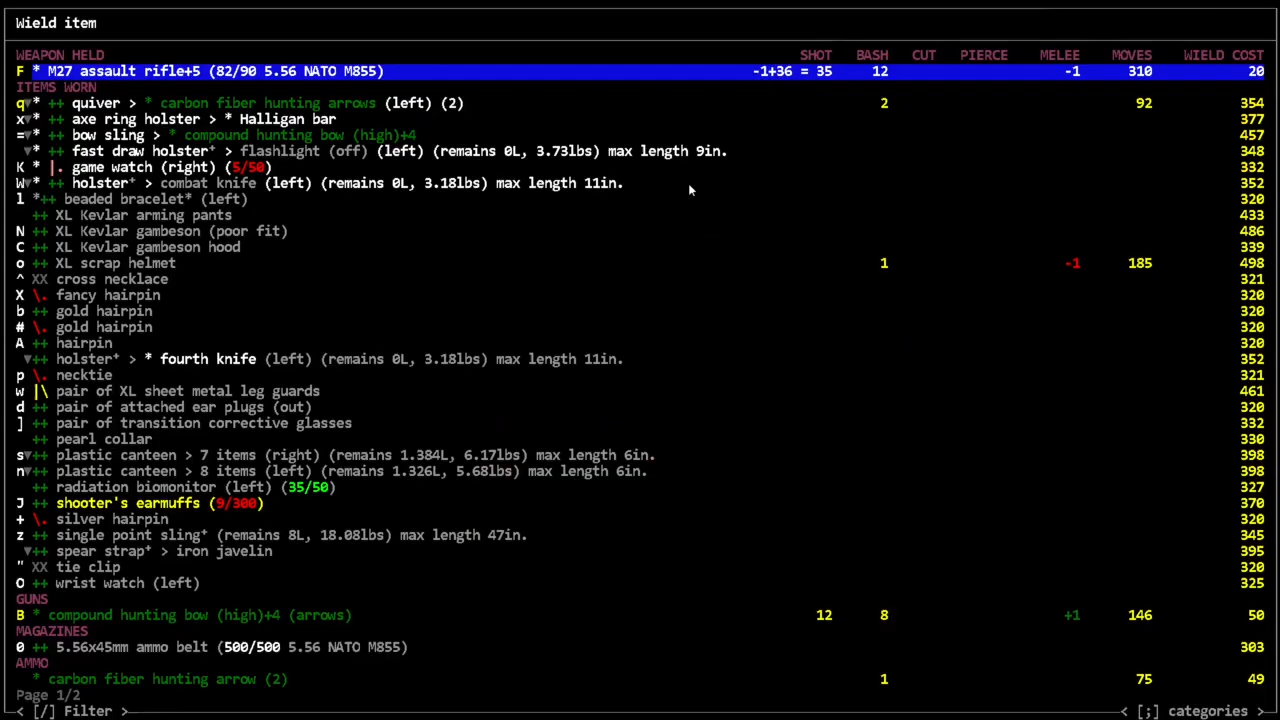 Wield item
WEAPON HELD SHOT BASH CUT PIERCE MELEE MOVES WIELD COST
F * M27 assault rifle+5 (82/90 5.56 NATO M855) -1+36 = 35 12 -1 310 20
ITEMS WORN
q▼* ++ quiver > * carbon fiber hunting arrows (left) (2) 2 92 354
x▼* ++ axe ring holster > * Halligan bar 377
=▼* ++ bow sling > * compound hunting bow (high)+4 457
▼* ++ fast draw holster⁺ > flashlight (off) (left) (remains 0L, 3.73lbs) max length 9in. 348
K * |. game watch (right) (5/50) 332
W▼* ++ holster⁺ > combat knife (left) (remains 0L, 3.18lbs) max length 11in. 352
l *++ beaded bracelet* (left) 320
++ XL Kevlar arming pants 433
N ++ XL Kevlar gambeson (poor fit) 486
C ++ XL Kevlar gambeson hood 339
o ++ XL scrap helmet 1 -1 185 498
^ XX cross necklace 321
X \. fancy hairpin 320
b ++ gold hairpin 320
# \. gold hairpin 320
A ++ hairpin 320
▼++ holster⁺ > * fourth knife (left) (remains 0L, 3.18lbs) max length 11in. 352
p \. necktie 321
w |\ pair of XL sheet metal leg guards 461
d ++ pair of attached ear plugs (out) 320
] ++ pair of transition corrective glasses 332
++ pearl collar 330
s▼++ plastic canteen > 7 items (right) (remains 1.384L, 6.17lbs) max length 6in. 398
n▼++ plastic canteen > 8 items (left) (remains 1.326L, 5.68lbs) max length 6in. 398
++ radiation biomonitor (left) (35/50) 327
J ++ shooter's earmuffs (9/300) 370
+ \. silver hairpin 320
z ++ single point sling⁺ (remains 8L, 18.08lbs) max length 47in. 345
▼++ spear strap⁺ > iron javelin 395
" XX tie clip 320
O ++ wrist watch (left) 325
GUNS
B * compound hunting bow (high)+4 (arrows) 12 8 +1 146 50
MAGAZINES
0 ++ 5.56x45mm ammo belt (500/500 5.56 NATO M855) 303
AMMO
* carbon fiber hunting arrow (2) 1 75 49
Page 1/2
< [/] Filter > < [;] categories >